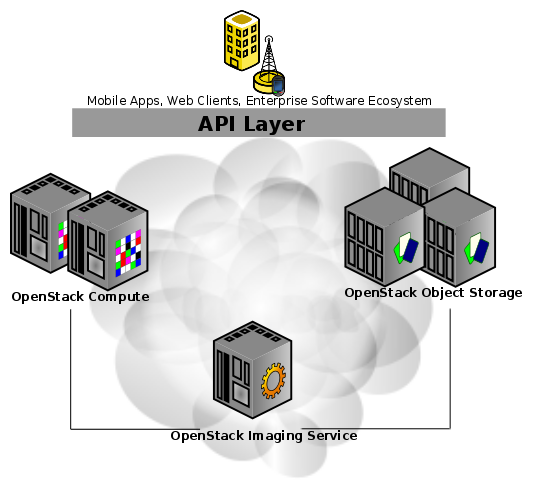 Mobile Apps, Web Clients, Enterprise Software Ecosystem
API Layer
OpenStack Compute
OpenStack Object Storage
OpenStack Imaging Service